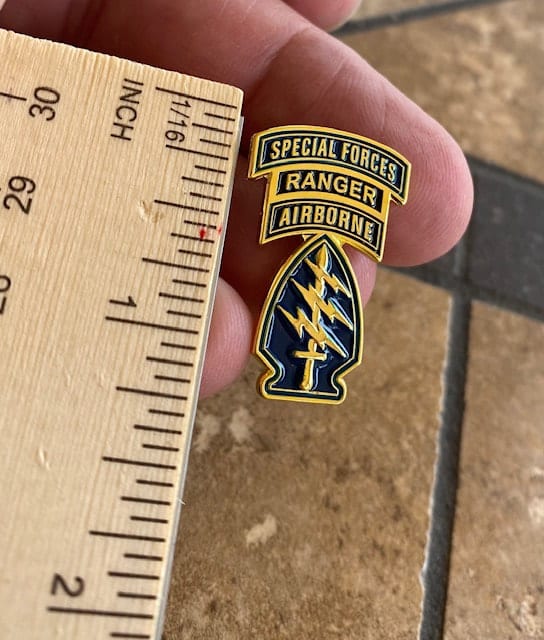 SPECIAL FORCES
RANGER
AIRBORNE
INCH
1/16
1
2
30
29